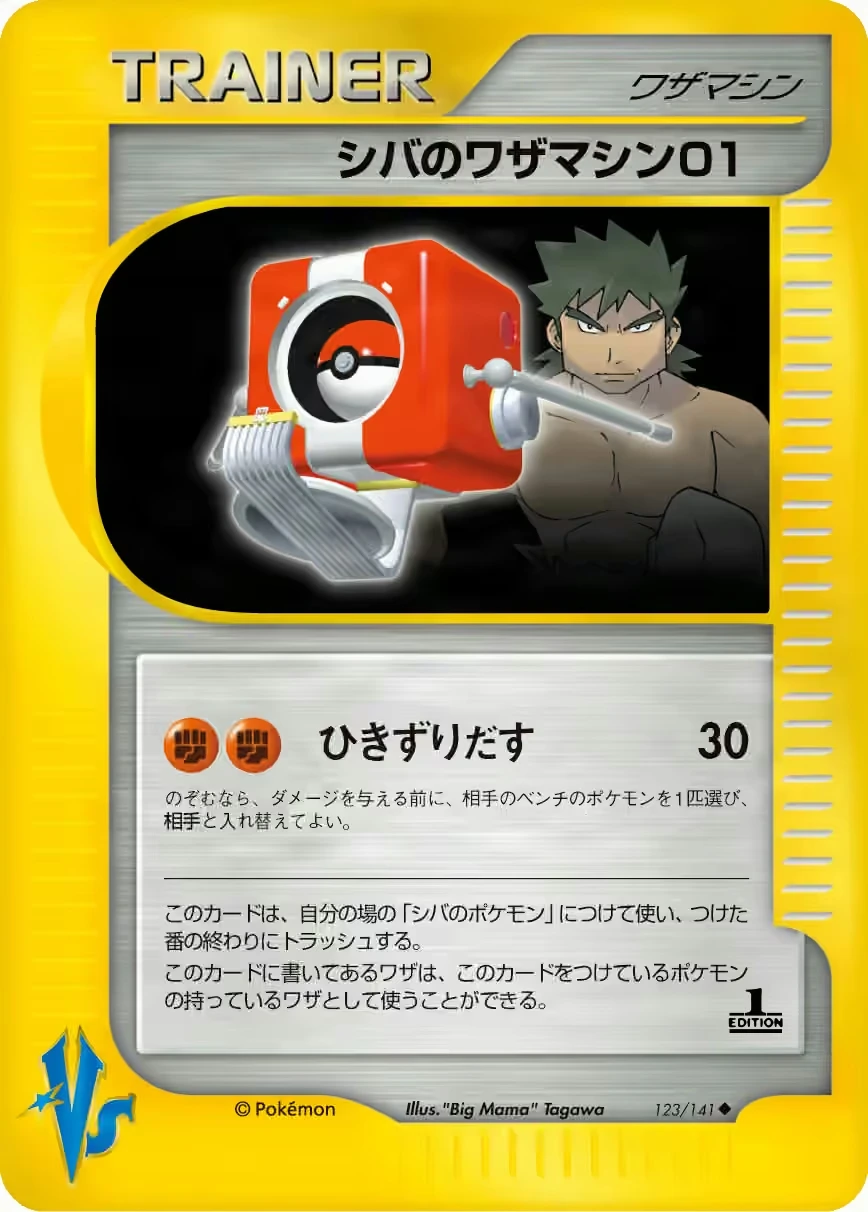 TRAINER
ワザマシン
シバのワザマシン01
ひきずりだす 30
のぞむなら、ダメージを与える前に、相手のベンチのポケモンを1匹選び、
相手と入れ替えてよい。
このカードは、自分の場の「シバのポケモン」につけて使い、つけた
番の終わりにトラッシュする。
このカードに書いてあるワザは、このカードをつけているポケモン
の持っているワザとして使うことができる。
1
EDITION
VS
© Pokémon Illus."Big Mama" Tagawa 123/141◆